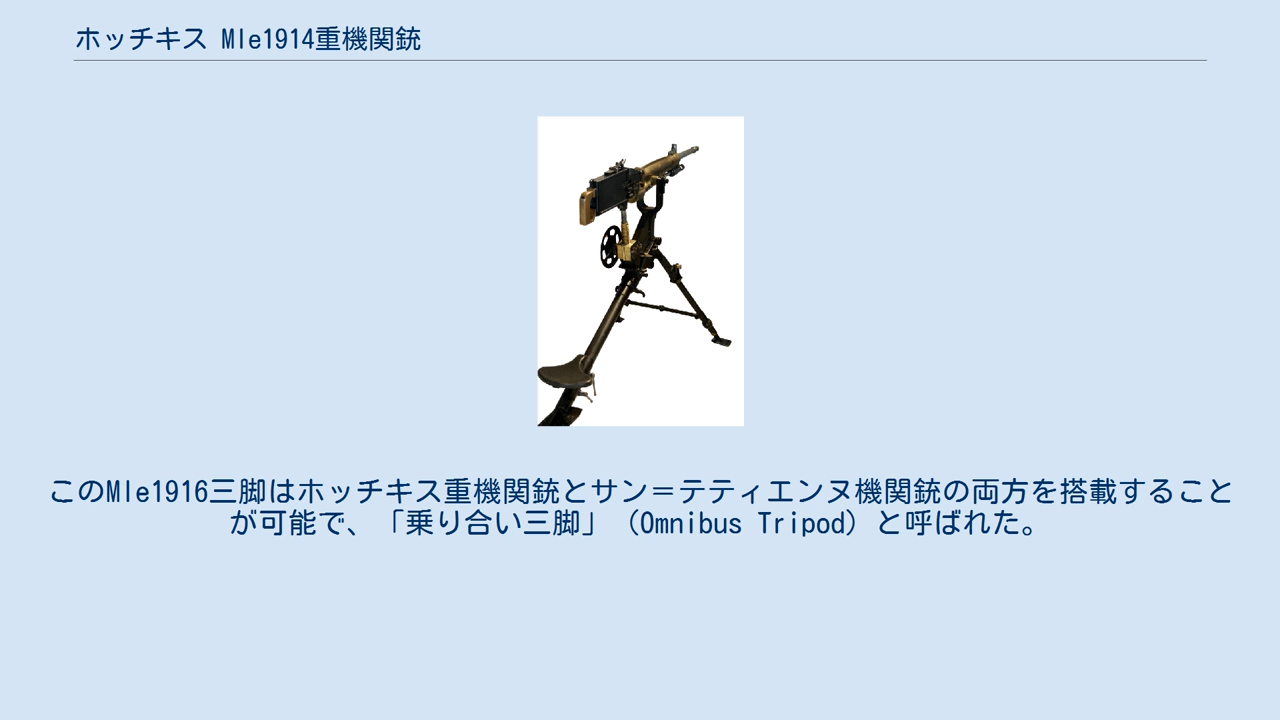 ホッチキス Mle1914重機関銃
このMle1916三脚はホッチキス重機関銃とサン＝テティエンヌ機関銃の両方を搭載すること
が可能で、「乗り合い三脚」（Omnibus Tripod）と呼ばれた。